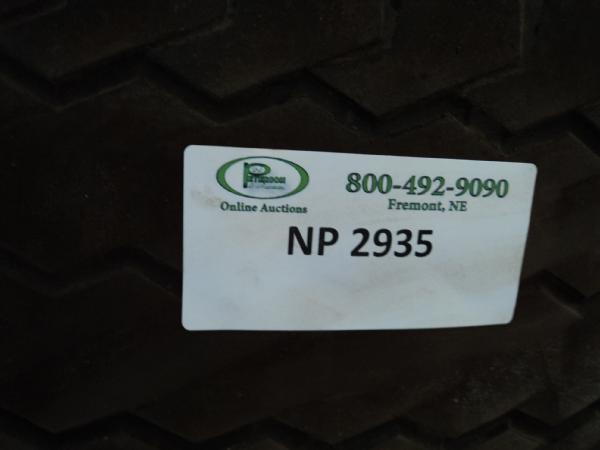 Online Auctions
800-492-9090
Fremont, NE
NP 2935